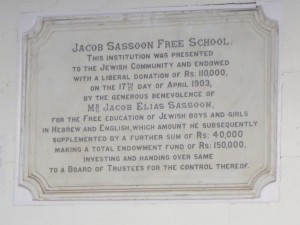 JACOB SASSOON FREE SCHOOL.
THIS INSTITUTION WAS PRESENTED
TO THE JEWISH COMMUNITY AND ENDOWED
WITH A LIBERAL DONATION OF RS: 110,000,
ON THE 17TH DAY OF APRIL 1903,
BY THE GENEROUS BENEVOLENCE OF
MR JACOB ELIAS SASSOON,
FOR THE FREE EDUCATION OF JEWISH BOYS AND GIRLS
IN HEBREW AND ENGLISH, WHICH AMOUNT HE SUBSEQUENTLY
SUPPLEMENTED BY A FURTHER SUM OF RS: 40,000
MAKING A TOTAL ENDOWMENT FUND OF RS: 150,000,
INVESTING AND HANDING OVER SAME
TO A BOARD OF TRUSTEES FOR THE CONTROL THEREOF.